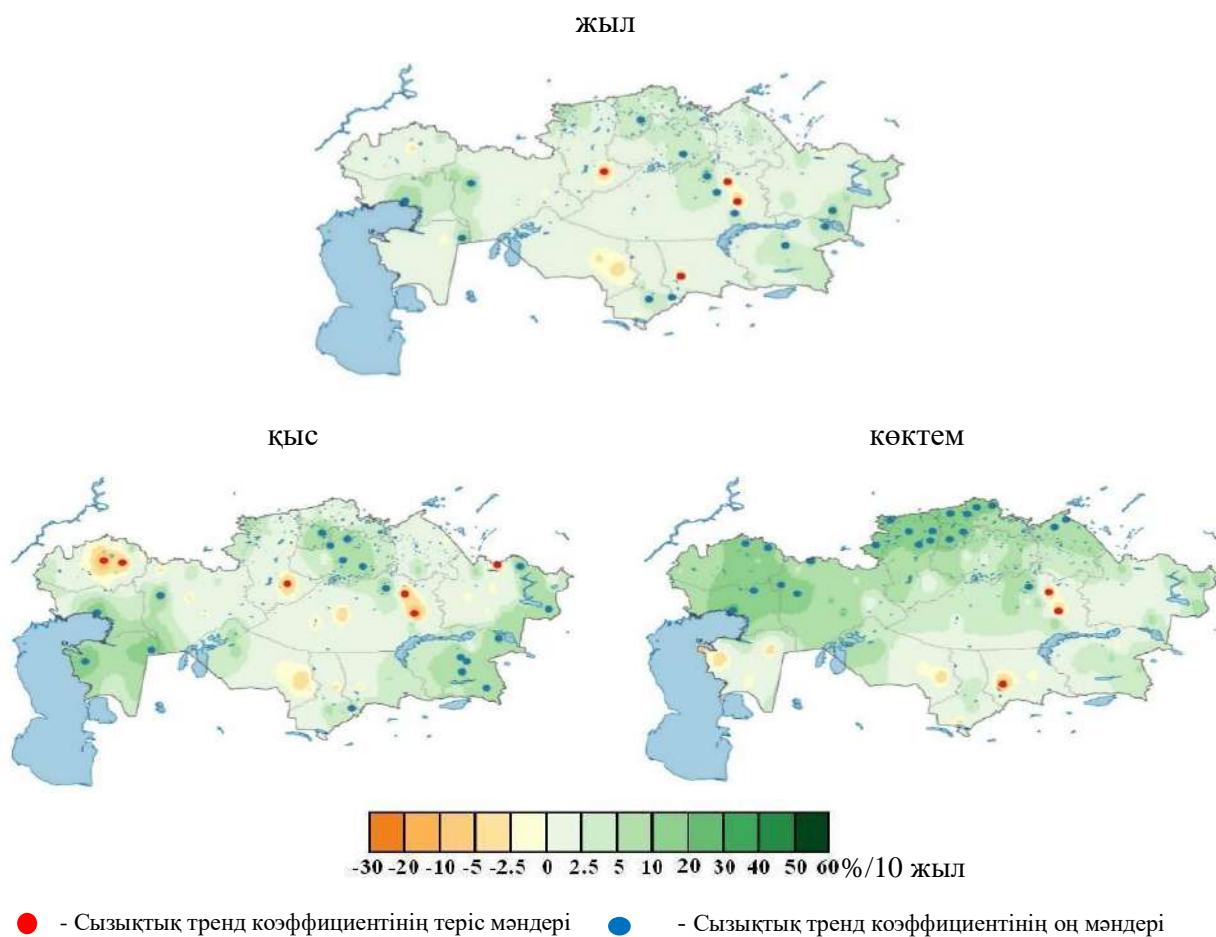 жыл
қыс
көктем
-30 -20 -10 -5 -2.5 0 2.5 5 10 20 30 40 50 60 %/10 жыл
- Сызықтық тренд коэффициентінің теріс мәндері
- Сызықтық тренд коэффициентінің оң мәндері